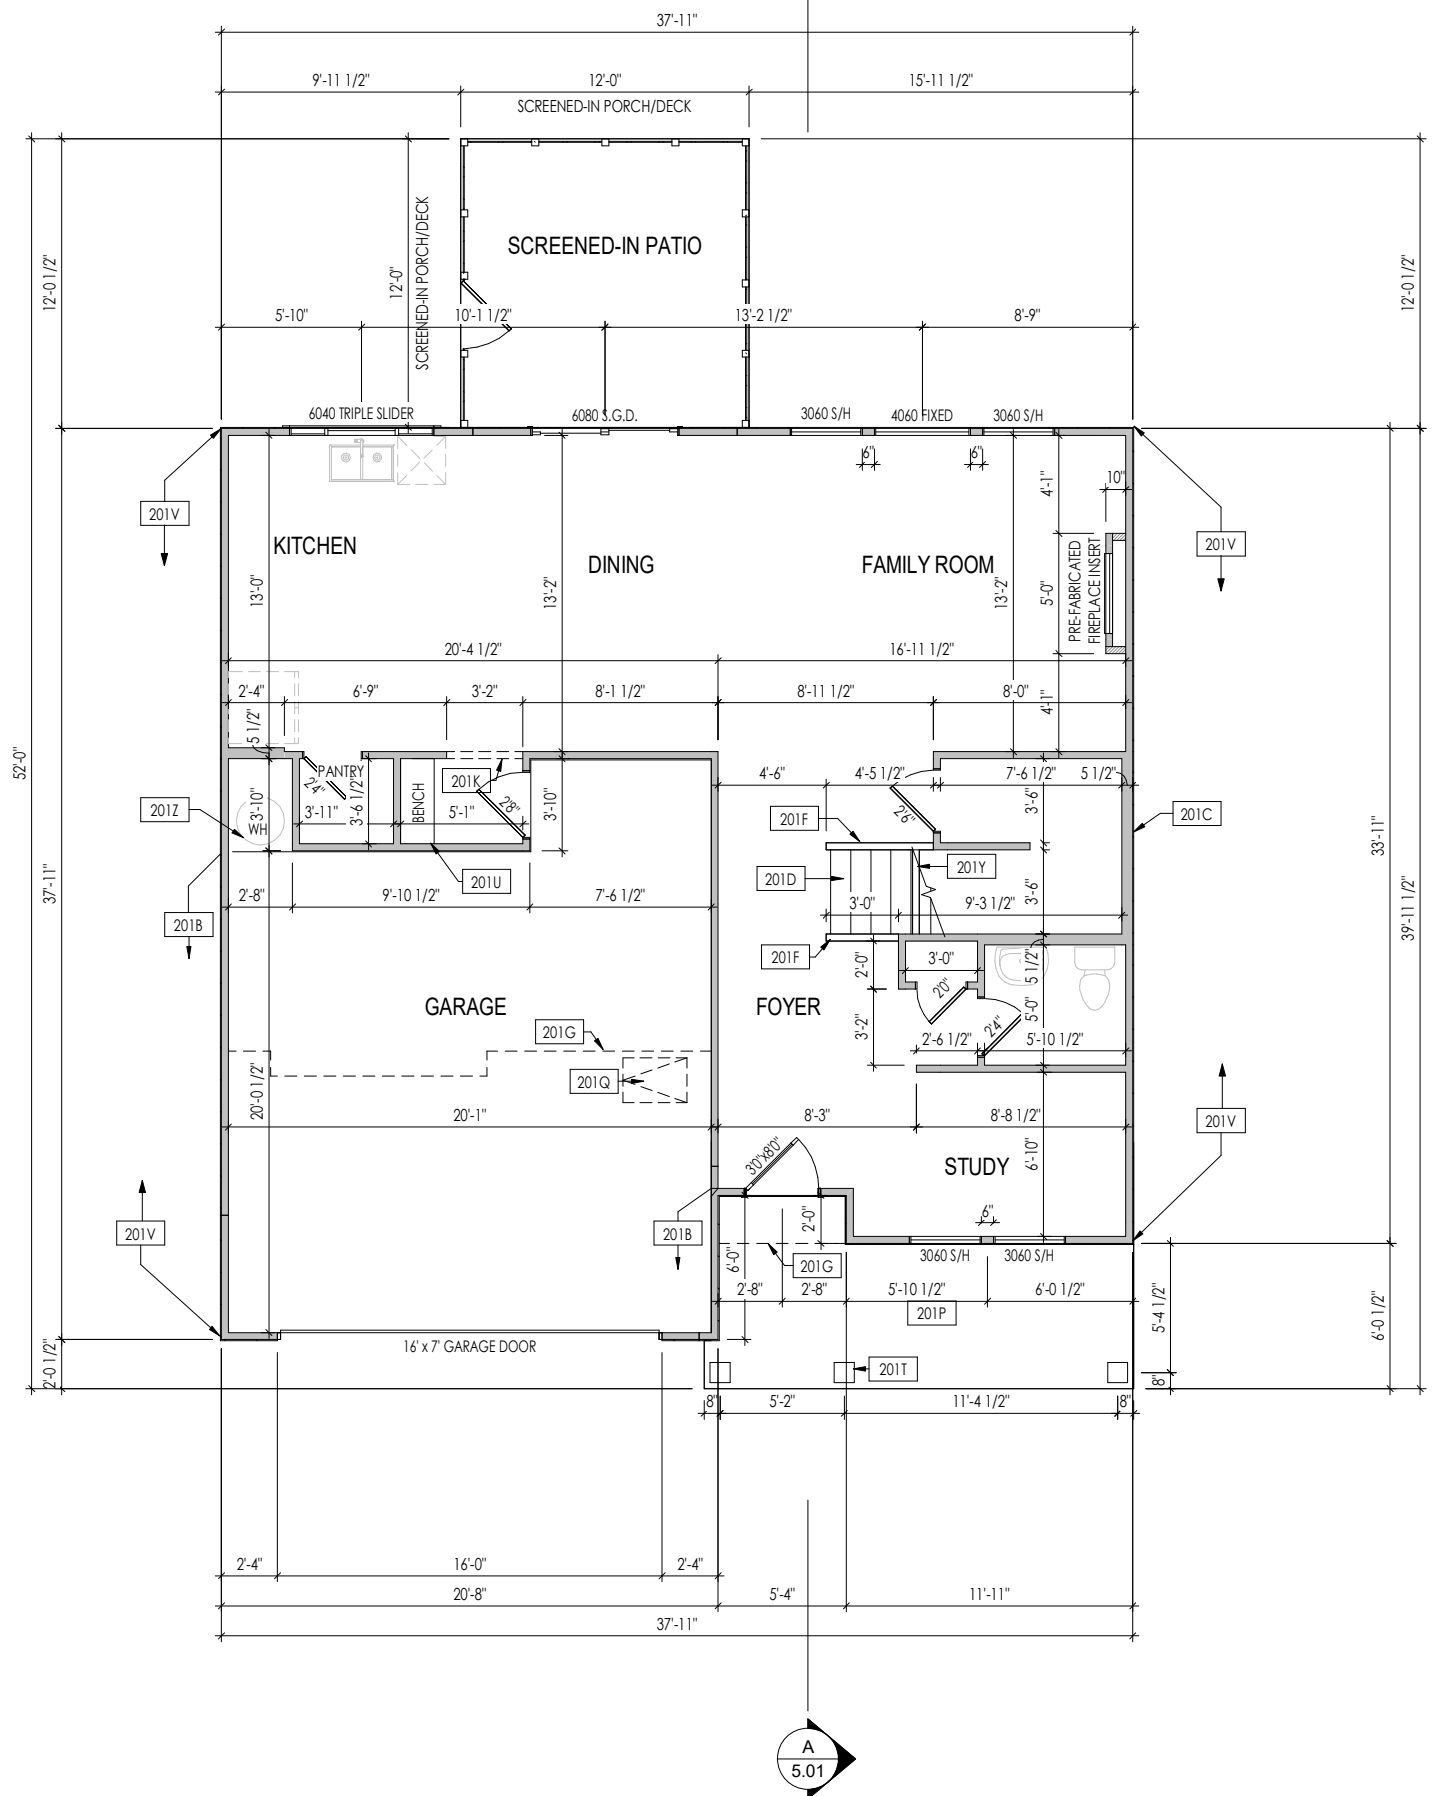 37'-11"
9'-11 1/2"
12'-0"
15'-11 1/2"
SCREENED-IN PORCH/DECK
SCREENED-IN PORCH/DECK
12'-0"
12'-0 1/2"
12'-0 1/2"
SCREENED-IN PATIO
5'-10"
10'-1 1/2"
13'-2 1/2"
8'-9"
6040 TRIPLE SLIDER
6080 S.G.D.
3060 S/H
4060 FIXED
3060 S/H
6"
6"
4'-1"
10"
201V
201V
KITCHEN
DINING
FAMILY ROOM
PRE-FABRICATED
FIREPLACE INSERT
13'-0"
13'-2"
13'-2"
5'-0"
20'-4 1/2"
16'-11 1/2"
2'-4"
6'-9"
3'-2"
8'-1 1/2"
8'-11 1/2"
8'-0"
4'-1"
5 1/2"
52'-0"
PANTRY
2'4"
201K
4'-6"
4'-5 1/2"
7'-6 1/2"
5 1/2"
201Z
WH
3'-10"
3'-11"
3'-6 1/2"
BENCH
5'-1"
2'8"
3'-10"
201F
2'6"
3'-6"
201C
33'-11"
37'-11"
201U
201D
201Y
2'-8"
9'-10 1/2"
7'-6 1/2"
3'-0"
9'-3 1/2"
3'-6"
201B
39'-11 1/2"
201F
2'-0"
3'-0"
5 1/2"
GARAGE
FOYER
2'0"
5'-0"
201G
3'-2"
2'-6 1/2"
2'4"
5'-10 1/2"
201Q
20'-0 1/2"
20'-1"
8'-3"
8'-8 1/2"
201V
3'0"x8'0"
STUDY
6'-10"
201V
201B
2'-0"
6"
6'-0"
201G
3060 S/H
3060 S/H
2'-8"
2'-8"
5'-10 1/2"
6'-0 1/2"
201P
5'-4 1/2"
6'-0 1/2"
2'-0 1/2"
16' x 7' GARAGE DOOR
201T
8"
8"
5'-2"
11'-4 1/2"
8"
2'-4"
16'-0"
2'-4"
20'-8"
5'-4"
11'-11"
37'-11"
A
5.01